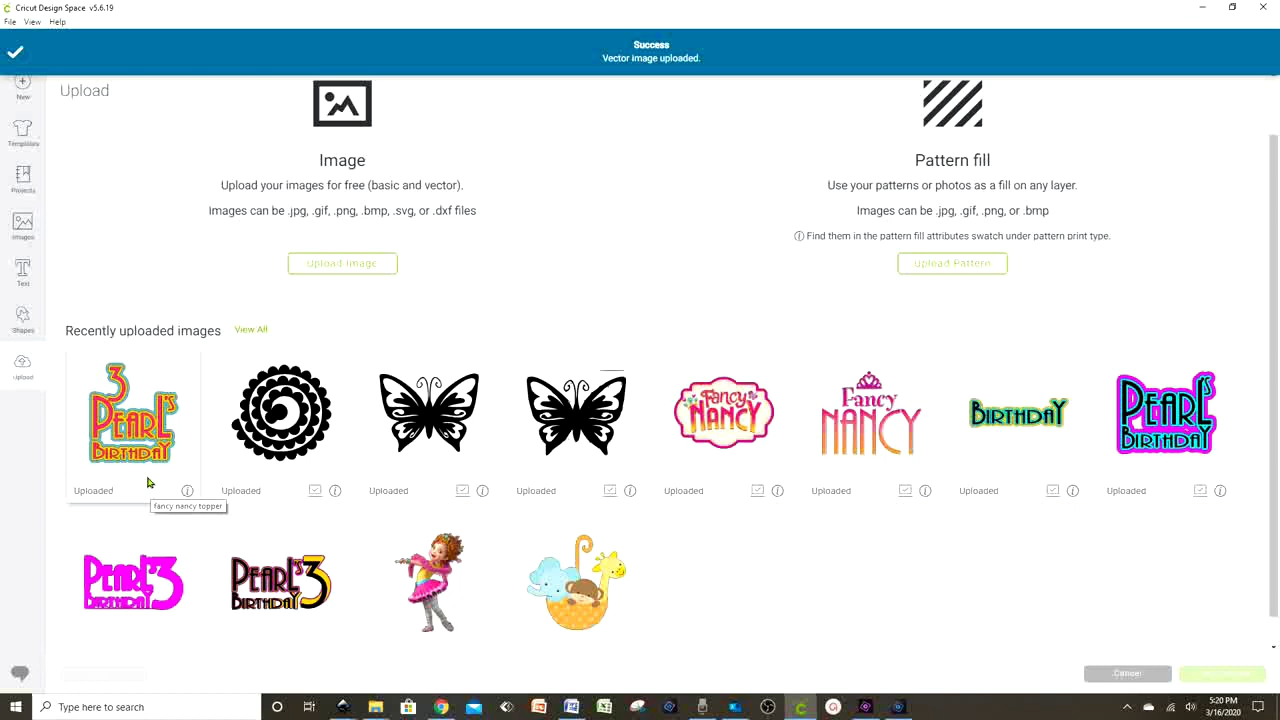 Cricut Design Space v5.6.19
File View Help
Success
Vector image uploaded.
New
Upload
Templates
Projects
Images
Text
Shapes
Upload
Image
Upload your images for free (basic and vector).
Images can be .jpg, .gif, .png, .bmp, .svg, or .dxf files
Upload Image
Pattern fill
Use your patterns or photos as a fill on any layer.
Images can be .jpg, .gif, .png, or .bmp
Find them in the pattern fill attributes swatch under pattern print type.
Upload Pattern
Recently uploaded images View All
3
PEARL'S
BIRTHDAY
Fancy
NANCY
Fancy
NANCY
BIRTHDAY
PEARL'S
BIRTHDAY
Uploaded
Uploaded
Uploaded
Uploaded
Uploaded
Uploaded
Uploaded
Uploaded
fancy nancy topper
PEARL'S 3
BIRTHDAY
PEARL'S 3
BIRTHDAY
Cancel
Type here to search
5:20 PM
3/16/2020